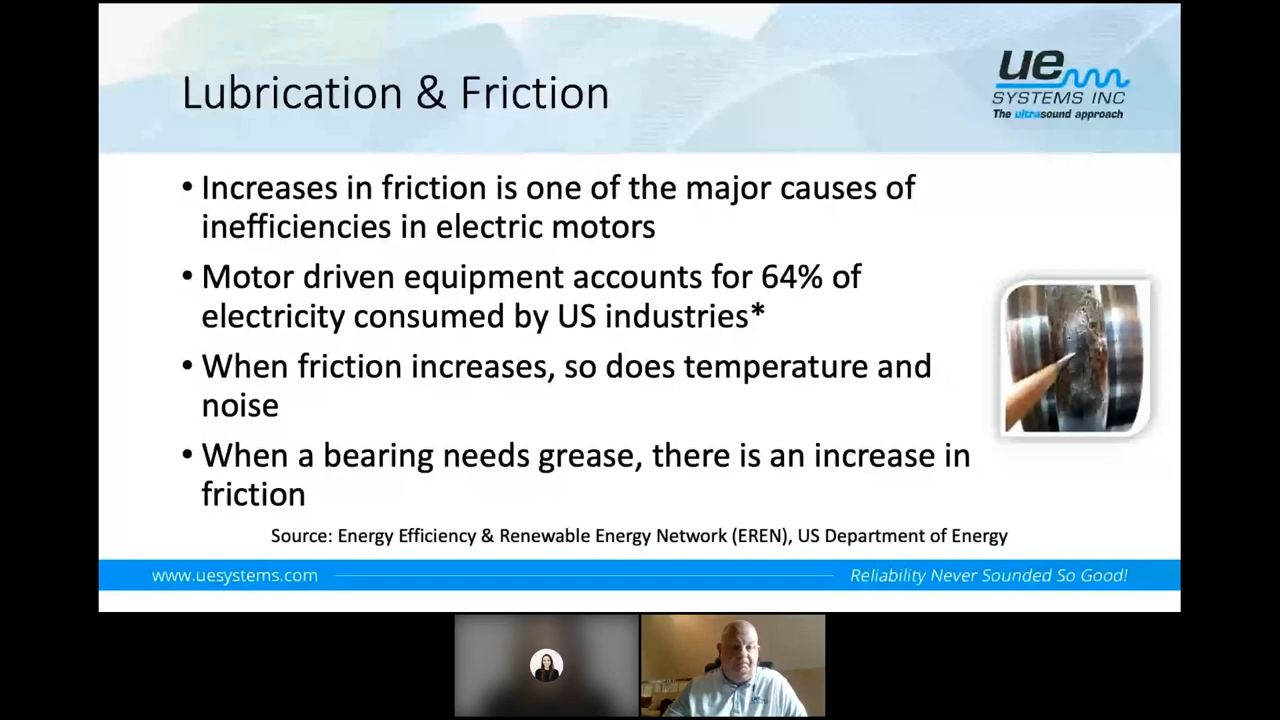 Lubrication & Friction
ue
SYSTEMS INC
The ultrasound approach
• Increases in friction is one of the major causes of
inefficiencies in electric motors
• Motor driven equipment accounts for 64% of
electricity consumed by US industries*
• When friction increases, so does temperature and
noise
• When a bearing needs grease, there is an increase in
friction
Source: Energy Efficiency & Renewable Energy Network (EREN), US Department of Energy
www.uesystems.com
Reliability Never Sounded So Good!